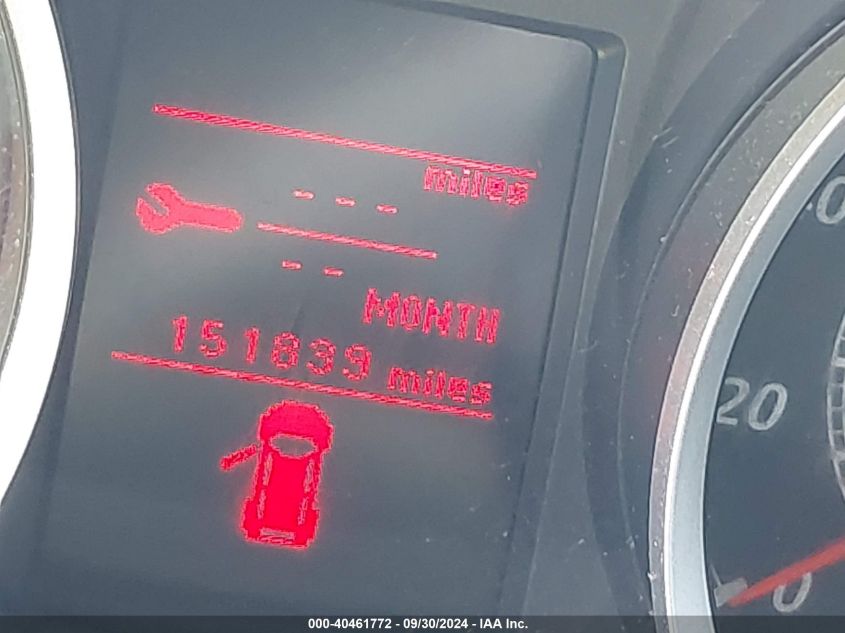 miles
- - -
- -
MONTH
151839 miles
20
0
000-40461772 - 09/30/2024 - IAA Inc.